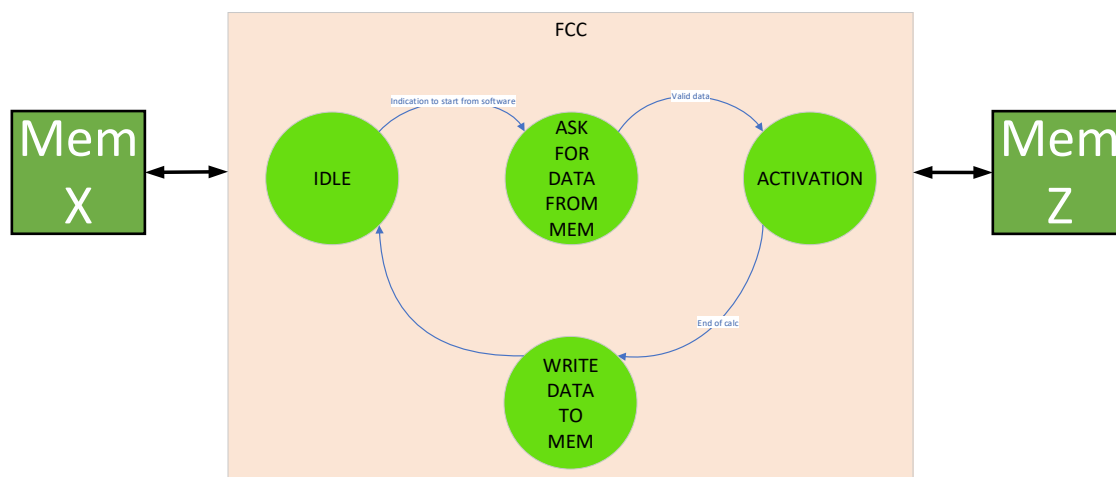 FCC
Mem
X
Indication to start from software
Valid data
IDLE
ASK
FOR
DATA
FROM
MEM
ACTIVATION
Mem
Z
End of calc
WRITE
DATA
TO
MEM